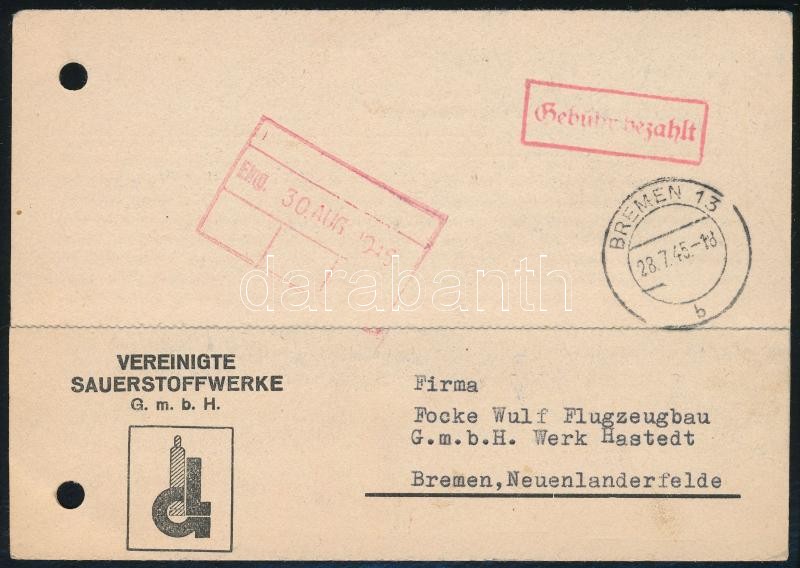 Gebühr bezahlt
Eing. 30. AUG. 1945
BREMEN 13
28.7.45.-18
b
darabanth
VEREINIGTE
SAUERSTOFFWERKE
G. m. b. H.
Firma
Focke Wulf Flugzeugbau
G.m.b.H. Werk Hastedt
Bremen, Neuenlanderfelde